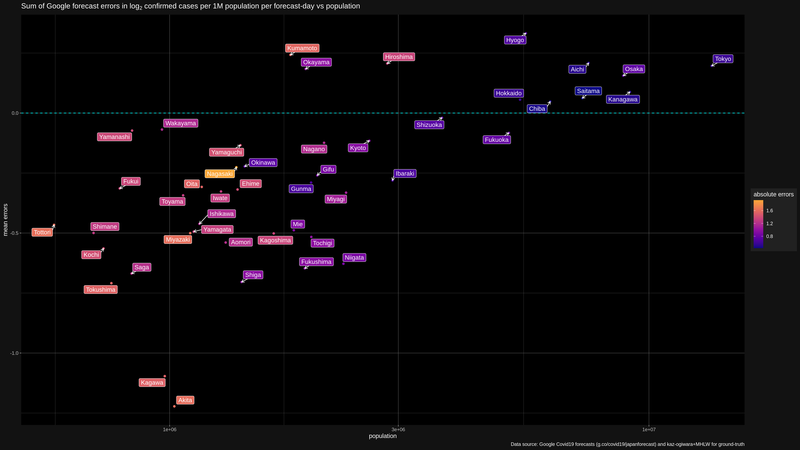 Sum of Google forecast errors in log2 confirmed cases per 1M population per forecast-day vs population
Hyogo
Kumamoto
Hiroshima
Tokyo
Okayama
Aichi
Osaka
Saitama
Hokkaido
Kanagawa
Chiba
0.0
Wakayama
Shizuoka
Yamanashi
Fukuoka
Nagano
Kyoto
Yamaguchi
Okinawa
Gifu
Nagasaki
Ibaraki
Fukui
Oita
Ehime
Gunma
absolute errors
Iwate
Miyagi
Toyama
1.6
Ishikawa
1.2
mean errors
Mie
Shimane
0.8
Yamagata
Tottori
-0.5
Miyazaki
Kagoshima
Aomori
Tochigi
Kochi
Niigata
Fukushima
Saga
Shiga
Tokushima
-1.0
Kagawa
Akita
1e+06
3e+06
1e+07
population
Data source: Google Covid19 forecasts (g.co/covid19/japanforecast) and kaz-ogiwara+MHLW for ground-truth